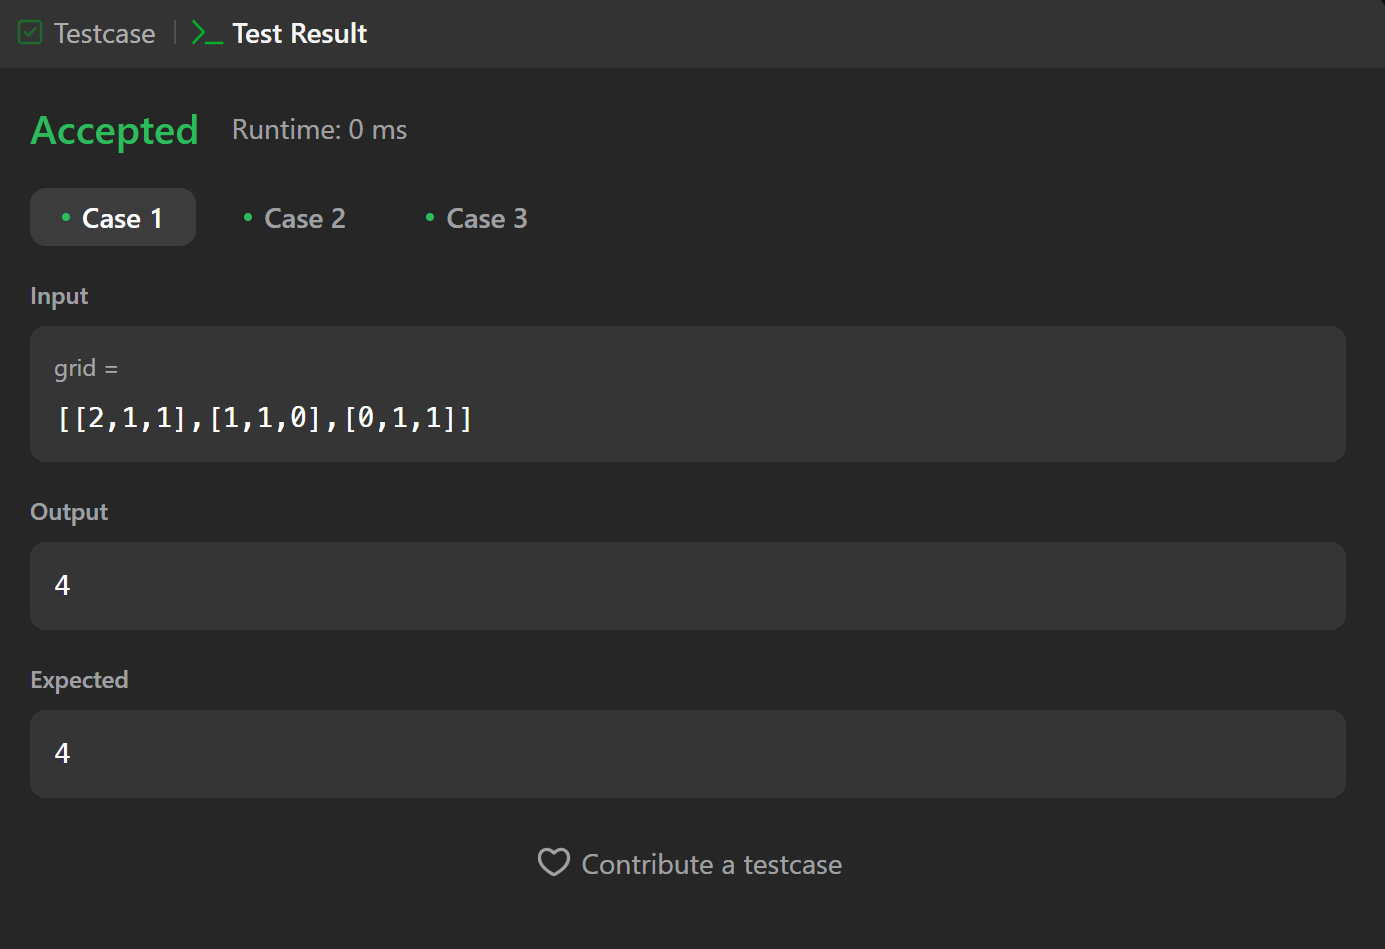 Testcase
Test Result
Accepted
Runtime: 0 ms
Case 1
Case 2
Case 3
Input
grid =
[[2,1,1],[1,1,0],[0,1,1]]
Output
4
Expected
4
Contribute a testcase